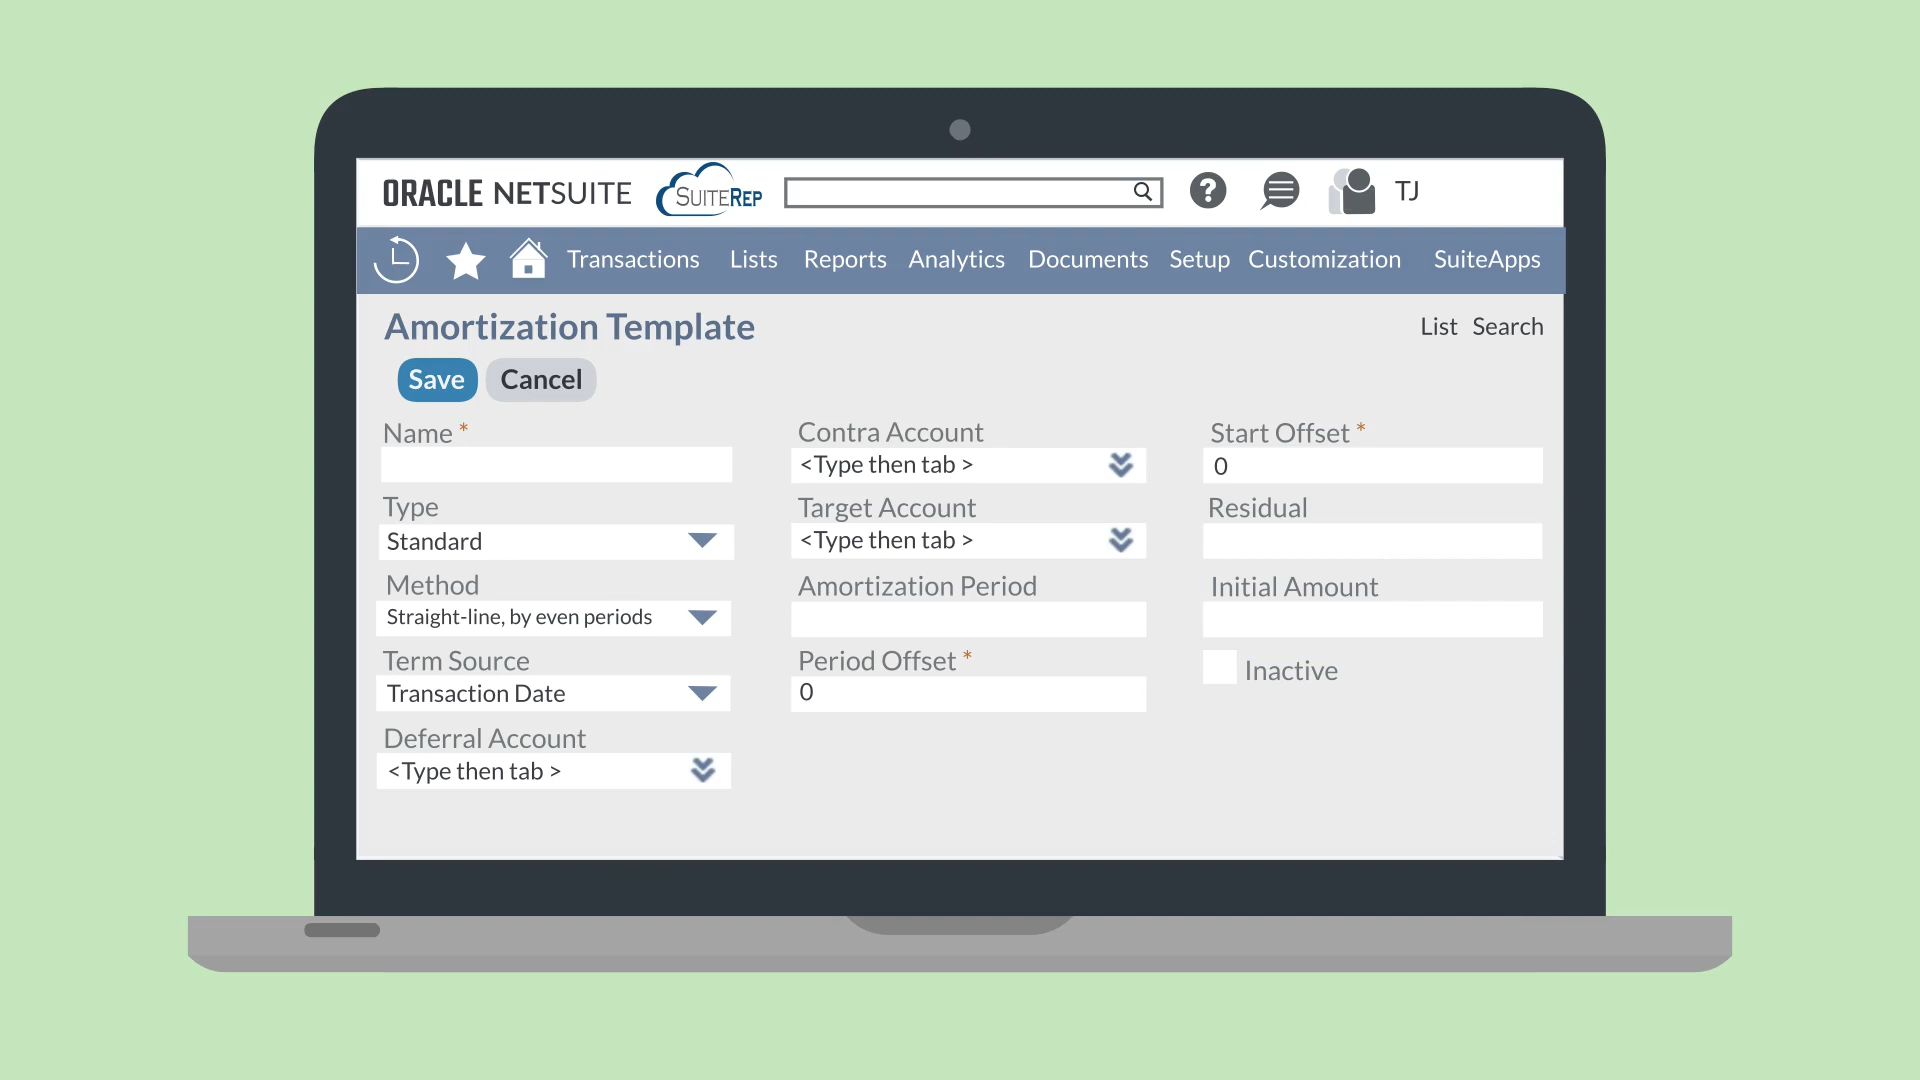 ORACLE NETSUITE SUITEREP TJ
Transactions Lists Reports Analytics Documents Setup Customization SuiteApps
Amortization Template List Search
Save Cancel
Name * Contra Account Start Offset *
<Type then tab > 0
Type Target Account Residual
Standard <Type then tab >
Method Amortization Period Initial Amount
Straight-line, by even periods
Term Source Period Offset * Inactive
Transaction Date 0
Deferral Account
<Type then tab >